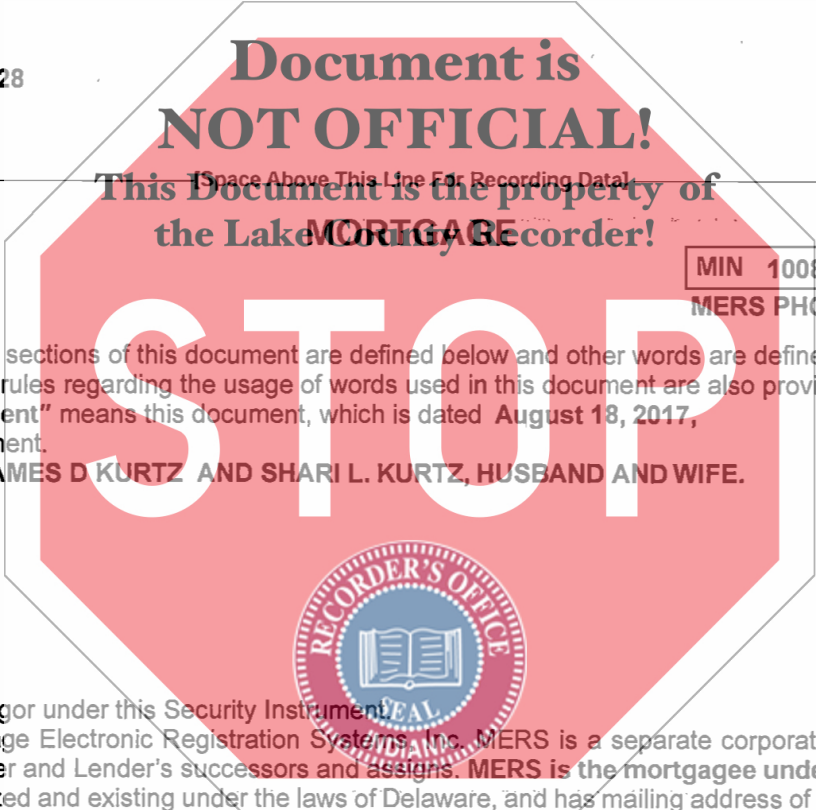 28
Document is
NOT OFFICIAL!
[Space Above This Line For Recording Data]
This Document is the property of
MORTGAGE
the Lake County Recorder!
MIN 1008
MERS PHO
STOP
sections of this document are defined below and other words are define
rules regarding the usage of words used in this document are also provi
ent" means this document, which is dated August 18, 2017,
ent.
AMES D KURTZ AND SHARI L. KURTZ, HUSBAND AND WIFE.
RECORDER'S OFFICE
SEAL
INDIANA
gor under this Security Instrument.
ge Electronic Registration Systems, Inc. MERS is a separate corporat
er and Lender's successors and assigns. MERS is the mortgagee unde
ed and existing under the laws of Delaware, and has mailing address of